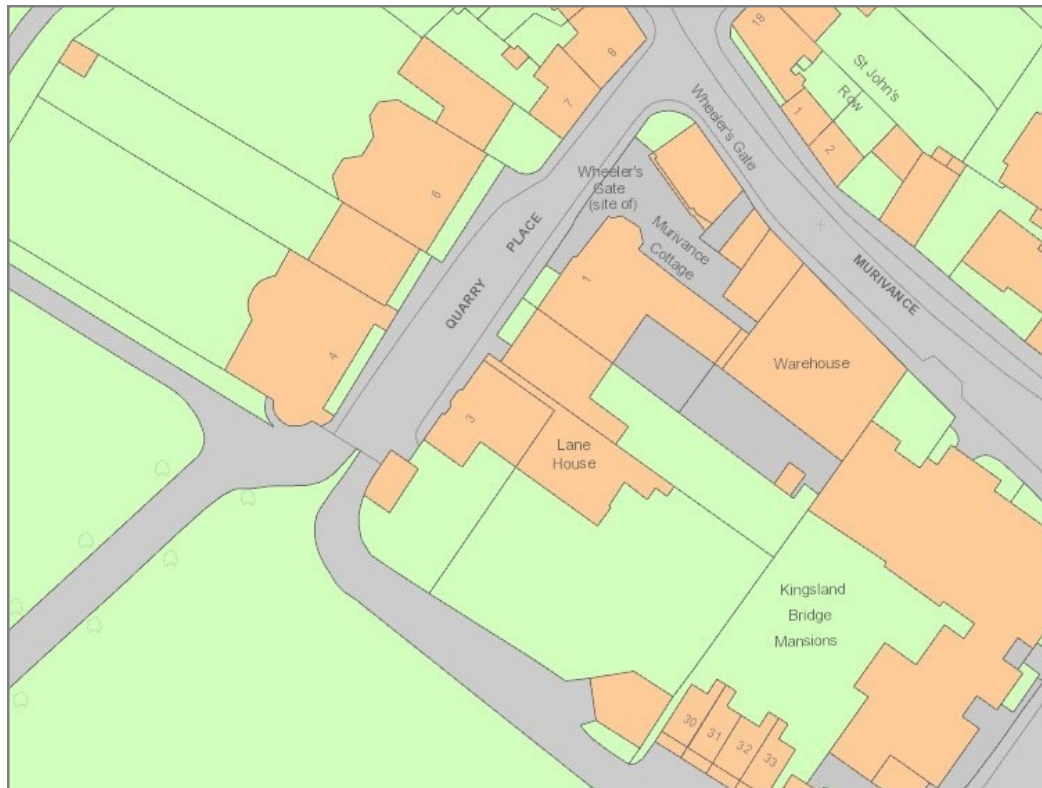 18
St John's
Row
8
7
1
2
Wheeler's Gate
Wheeler's
Gate
(site of)
6
QUARRY PLACE
Murivance
Cottage
MURIVANCE
1
4
Warehouse
3
Lane
House
Kingsland
Bridge
Mansions
30
31
32
33